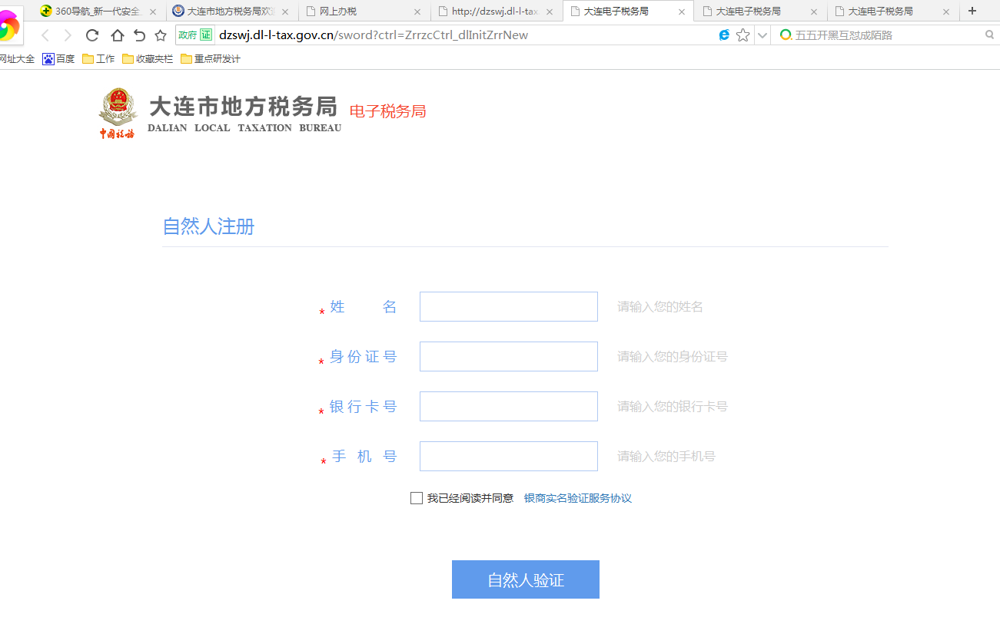 360导航_新一代安全
大连市地方税务局欢迎
网上办税
http://dzswj.dl-l-tax
大连电子税务局
大连电子税务局
大连电子税务局
政府 证 dzswj.dl-l-tax.gov.cn/sword?ctrl=ZrrzcCtrl_dlInitZrrNew
五五开黑互怼成陌路
网址大全 百度 工作 收藏夹栏 重点研发计
大连市地方税务局 电子税务局
DALIAN LOCAL TAXATION BUREAU
中国税务
自然人注册
* 姓名 请输入您的姓名
* 身份证号 请输入您的身份证号
* 银行卡号 请输入您的银行卡号
* 手机号 请输入您的手机号
我已经阅读并同意 银商实名验证服务协议
自然人验证